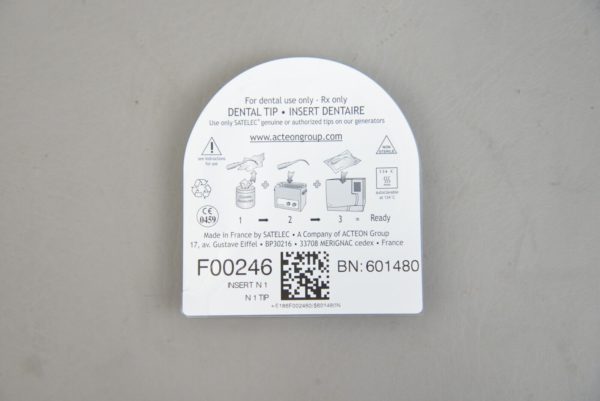 For dental use only - Rx only
DENTAL TIP • INSERT DENTAIRE
Use only SATELEC™ genuine or authorized tips on our generators
www.acteongroup.com
see instructions
for use
NON
STERILE
134 °C
autoclavable
at 134°C
0459
1 → 2 → 3 = Ready
Made in France by SATELEC • A Company of ACTEON Group
17, av. Gustave Eiffel • BP30216 • 33708 MERIGNAC cedex • France
F00246
BN: 601480
INSERT N 1
N 1 TIP